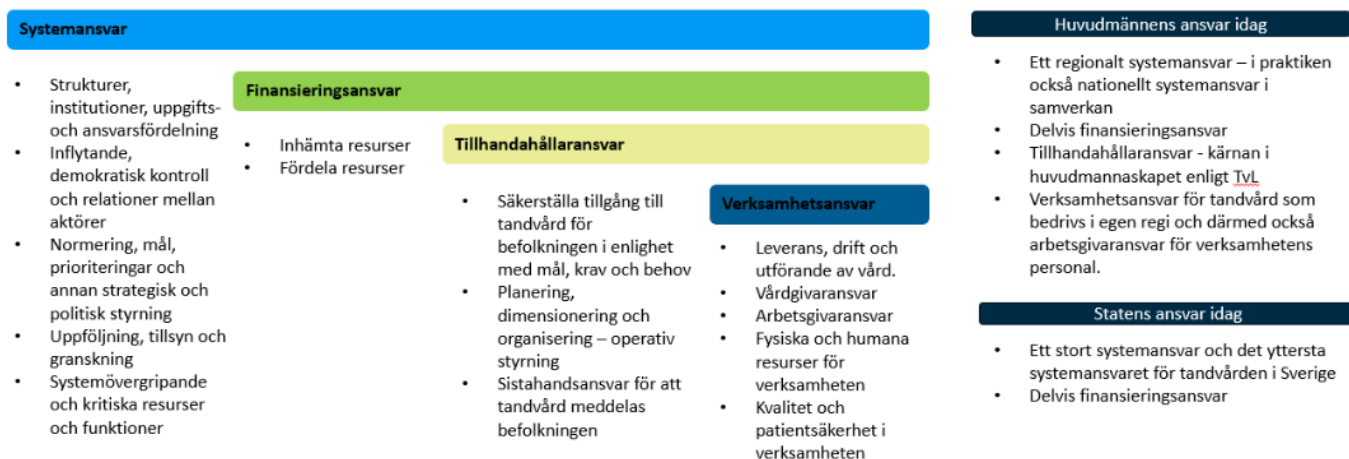 Systemansvar
• Strukturer,
institutioner, uppgifts-
och ansvarsfördelning
• Inflytande,
demokratisk kontroll
och relationer mellan
aktörer
• Normering, mål,
prioriteringar och
annan strategisk och
politisk styrning
• Uppföljning, tillsyn och
granskning
• Systemövergripande
och kritiska resurser
och funktioner
Finansieringsansvar
• Inhämta resurser
• Fördela resurser
Tillhandahållaransvar
• Säkerställa tillgång till
tandvård för
befolkningen i enlighet
med mål, krav och behov
• Planering,
dimensionering och
organisering – operativ
styrning
• Sistahandsansvar för att
tandvård meddelas
befolkningen
Verksamhetsansvar
• Leverans, drift och
utförande av vård.
• Vårdgivaransvar
• Arbetsgivaransvar
• Fysiska och humana
resurser för
verksamheten
• Kvalitet och
patientsäkerhet i
verksamheten
Huvudmännens ansvar idag
• Ett regionalt systemansvar – i praktiken
också nationellt systemansvar i
samverkan
• Delvis finansieringsansvar
• Tillhandahållaransvar - kärnan i
huvudmannaskapet enligt TvL
• Verksamhetsansvar för tandvård som
bedrivs i egen regi och därmed också
arbetsgivaransvar för verksamhetens
personal.
Statens ansvar idag
• Ett stort systemansvar och det yttersta
systemansvaret för tandvården i Sverige
• Delvis finansieringsansvar